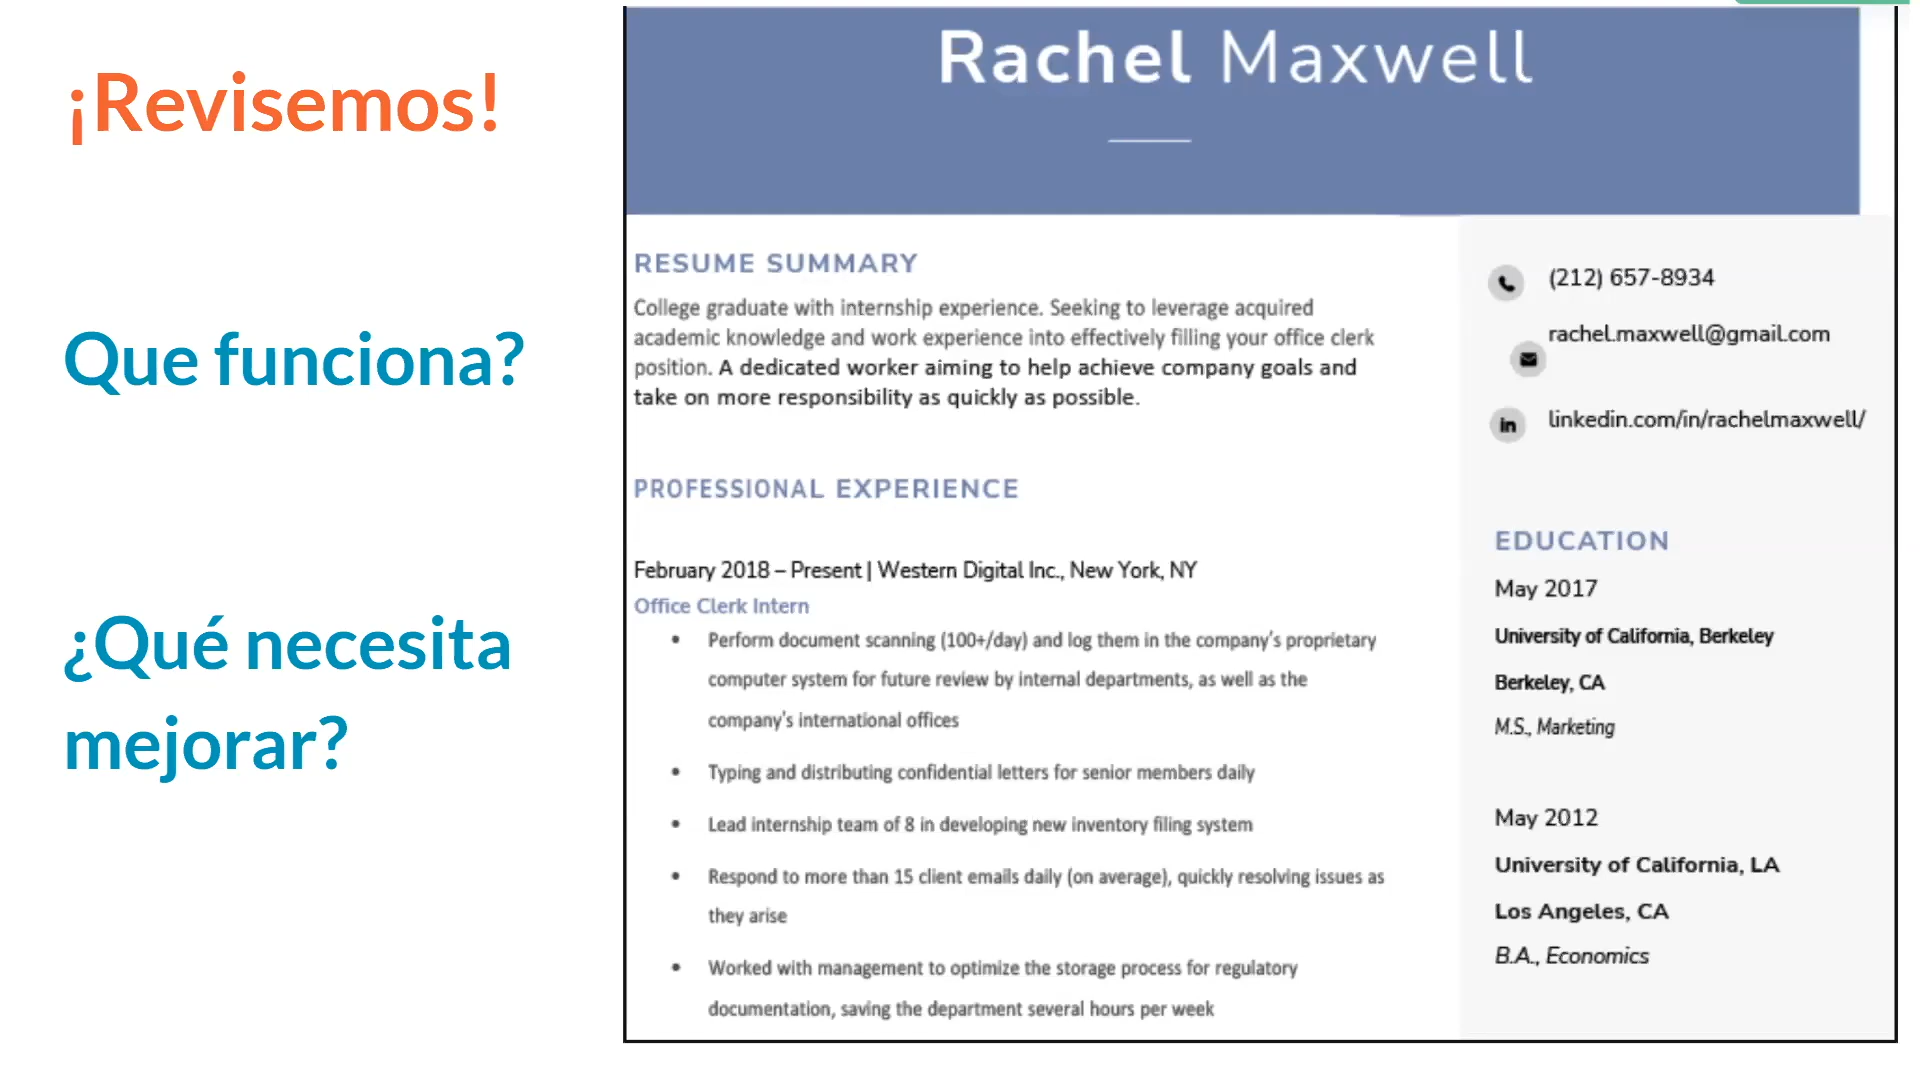 ¡Revisemos!
Que funciona?
¿Qué necesita
mejorar?
Rachel Maxwell
RESUME SUMMARY
College graduate with internship experience. Seeking to leverage acquired
academic knowledge and work experience into effectively filling your office clerk
position. A dedicated worker aiming to help achieve company goals and
take on more responsibility as quickly as possible.
PROFESSIONAL EXPERIENCE
February 2018 – Present | Western Digital Inc., New York, NY
Office Clerk Intern
• Perform document scanning (100+/day) and log them in the company's proprietary
computer system for future review by internal departments, as well as the
company's international offices
• Typing and distributing confidential letters for senior members daily
• Lead internship team of 8 in developing new inventory filing system
• Respond to more than 15 client emails daily (on average), quickly resolving issues as
they arise
• Worked with management to optimize the storage process for regulatory
documentation, saving the department several hours per week
(212) 657-8934
rachel.maxwell@gmail.com
in linkedin.com/in/rachelmaxwell/
EDUCATION
May 2017
University of California, Berkeley
Berkeley, CA
M.S., Marketing
May 2012
University of California, LA
Los Angeles, CA
B.A., Economics